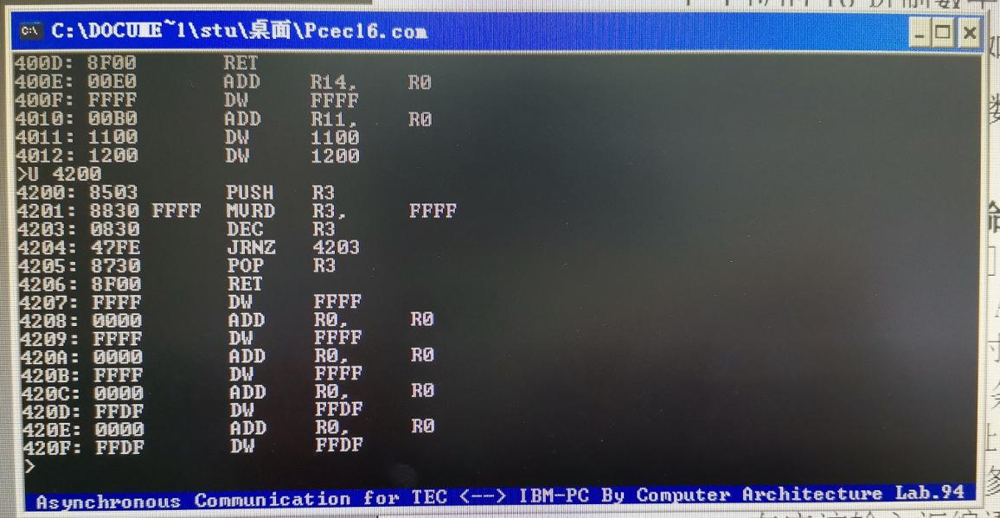 C:\DOCUME~1\stu\桌面\Pcec16.com
400D: 8F00 RET
400E: 00E0 ADD R14, R0
400F: FFFF DW FFFF
4010: 00B0 ADD R11, R0
4011: 1100 DW 1100
4012: 1200 DW 1200
>U 4200
4200: 8503 PUSH R3
4201: 8830 FFFF MVRD R3, FFFF
4203: 0830 DEC R3
4204: 47FE JRNZ 4203
4205: 8730 POP R3
4206: 8F00 RET
4207: FFFF DW FFFF
4208: 0000 ADD R0, R0
4209: FFFF DW FFFF
420A: 0000 ADD R0, R0
420B: FFFF DW FFFF
420C: 0000 ADD R0, R0
420D: FFDF DW FFDF
420E: 0000 ADD R0, R0
420F: FFDF DW FFDF
>
Asynchronous Communication for TEC <--> IBM-PC By Computer Architecture Lab.94